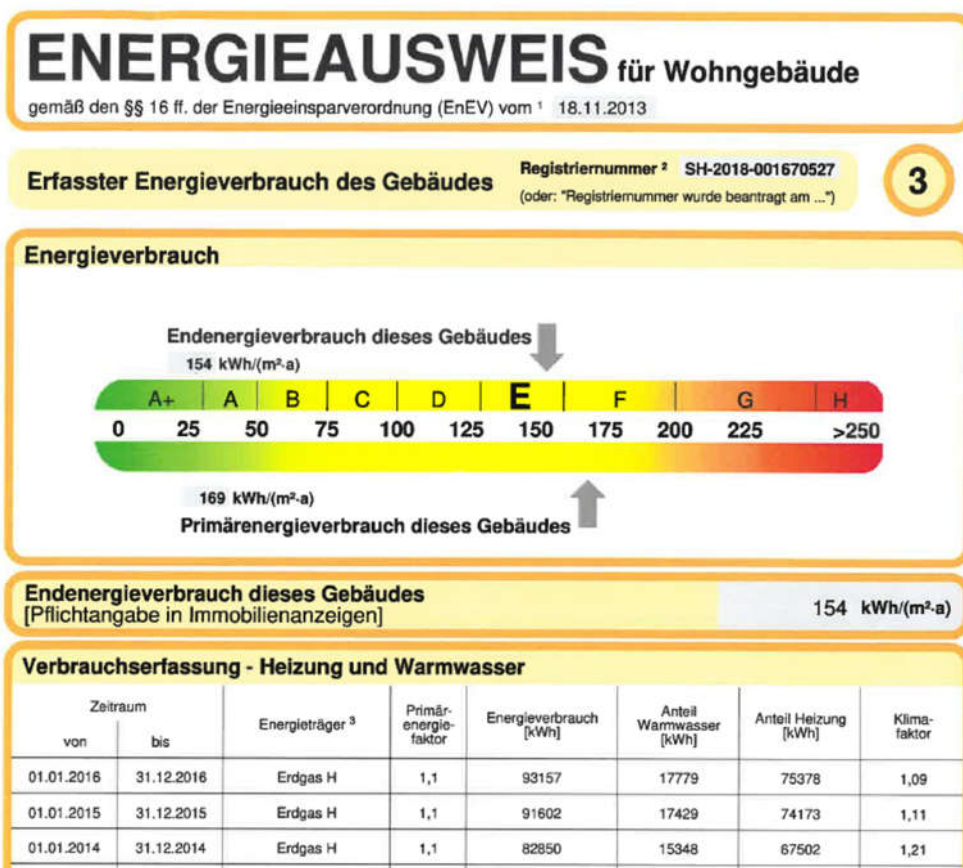 ENERGIEAUSWEIS für Wohngebäude
gemäß den §§ 16 ff. der Energieeinsparverordnung (EnEV) vom ¹ 18.11.2013
Erfasster Energieverbrauch des Gebäudes
Registriernummer ² SH-2018-001670527
(oder: "Registriernummer wurde beantragt am ...")
3
Energieverbrauch
Endenergieverbrauch dieses Gebäudes
154 kWh/(m²·a)
A+ A B C D E F G H
0 25 50 75 100 125 150 175 200 225 >250
169 kWh/(m²·a)
Primärenergieverbrauch dieses Gebäudes
Endenergieverbrauch dieses Gebäudes
[Pflichtangabe in Immobilienanzeigen]
154 kWh/(m²·a)
Verbrauchserfassung - Heizung und Warmwasser
Zeitraum
von bis
Energieträger ³
Primär-
energie-
faktor
Energieverbrauch
[kWh]
Anteil
Warmwasser
[kWh]
Anteil Heizung
[kWh]
Klima-
faktor
01.01.2016 31.12.2016 Erdgas H 1,1 93157 17779 75378 1,09
01.01.2015 31.12.2015 Erdgas H 1,1 91602 17429 74173 1,11
01.01.2014 31.12.2014 Erdgas H 1,1 82850 15348 67502 1,21